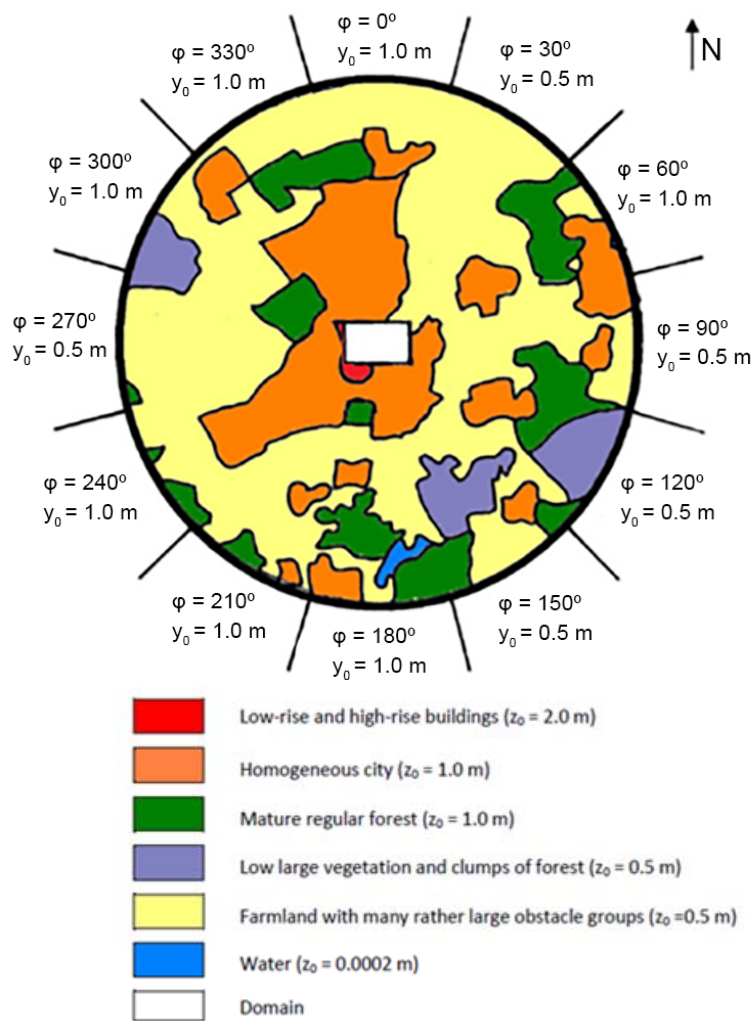 φ = 0º
y₀ = 1.0 m
φ = 30º
y₀ = 0.5 m
N
φ = 330º
y₀ = 1.0 m
φ = 300º
y₀ = 1.0 m
φ = 60º
y₀ = 1.0 m
φ = 270º
y₀ = 0.5 m
φ = 90º
y₀ = 0.5 m
φ = 240º
y₀ = 1.0 m
φ = 120º
y₀ = 0.5 m
φ = 210º
y₀ = 1.0 m
φ = 180º
y₀ = 1.0 m
φ = 150º
y₀ = 0.5 m
Low-rise and high-rise buildings (z₀ = 2.0 m)
Homogeneous city (z₀ = 1.0 m)
Mature regular forest (z₀ = 1.0 m)
Low large vegetation and clumps of forest (z₀ = 0.5 m)
Farmland with many rather large obstacle groups (z₀ =0.5 m)
Water (z₀ = 0.0002 m)
Domain